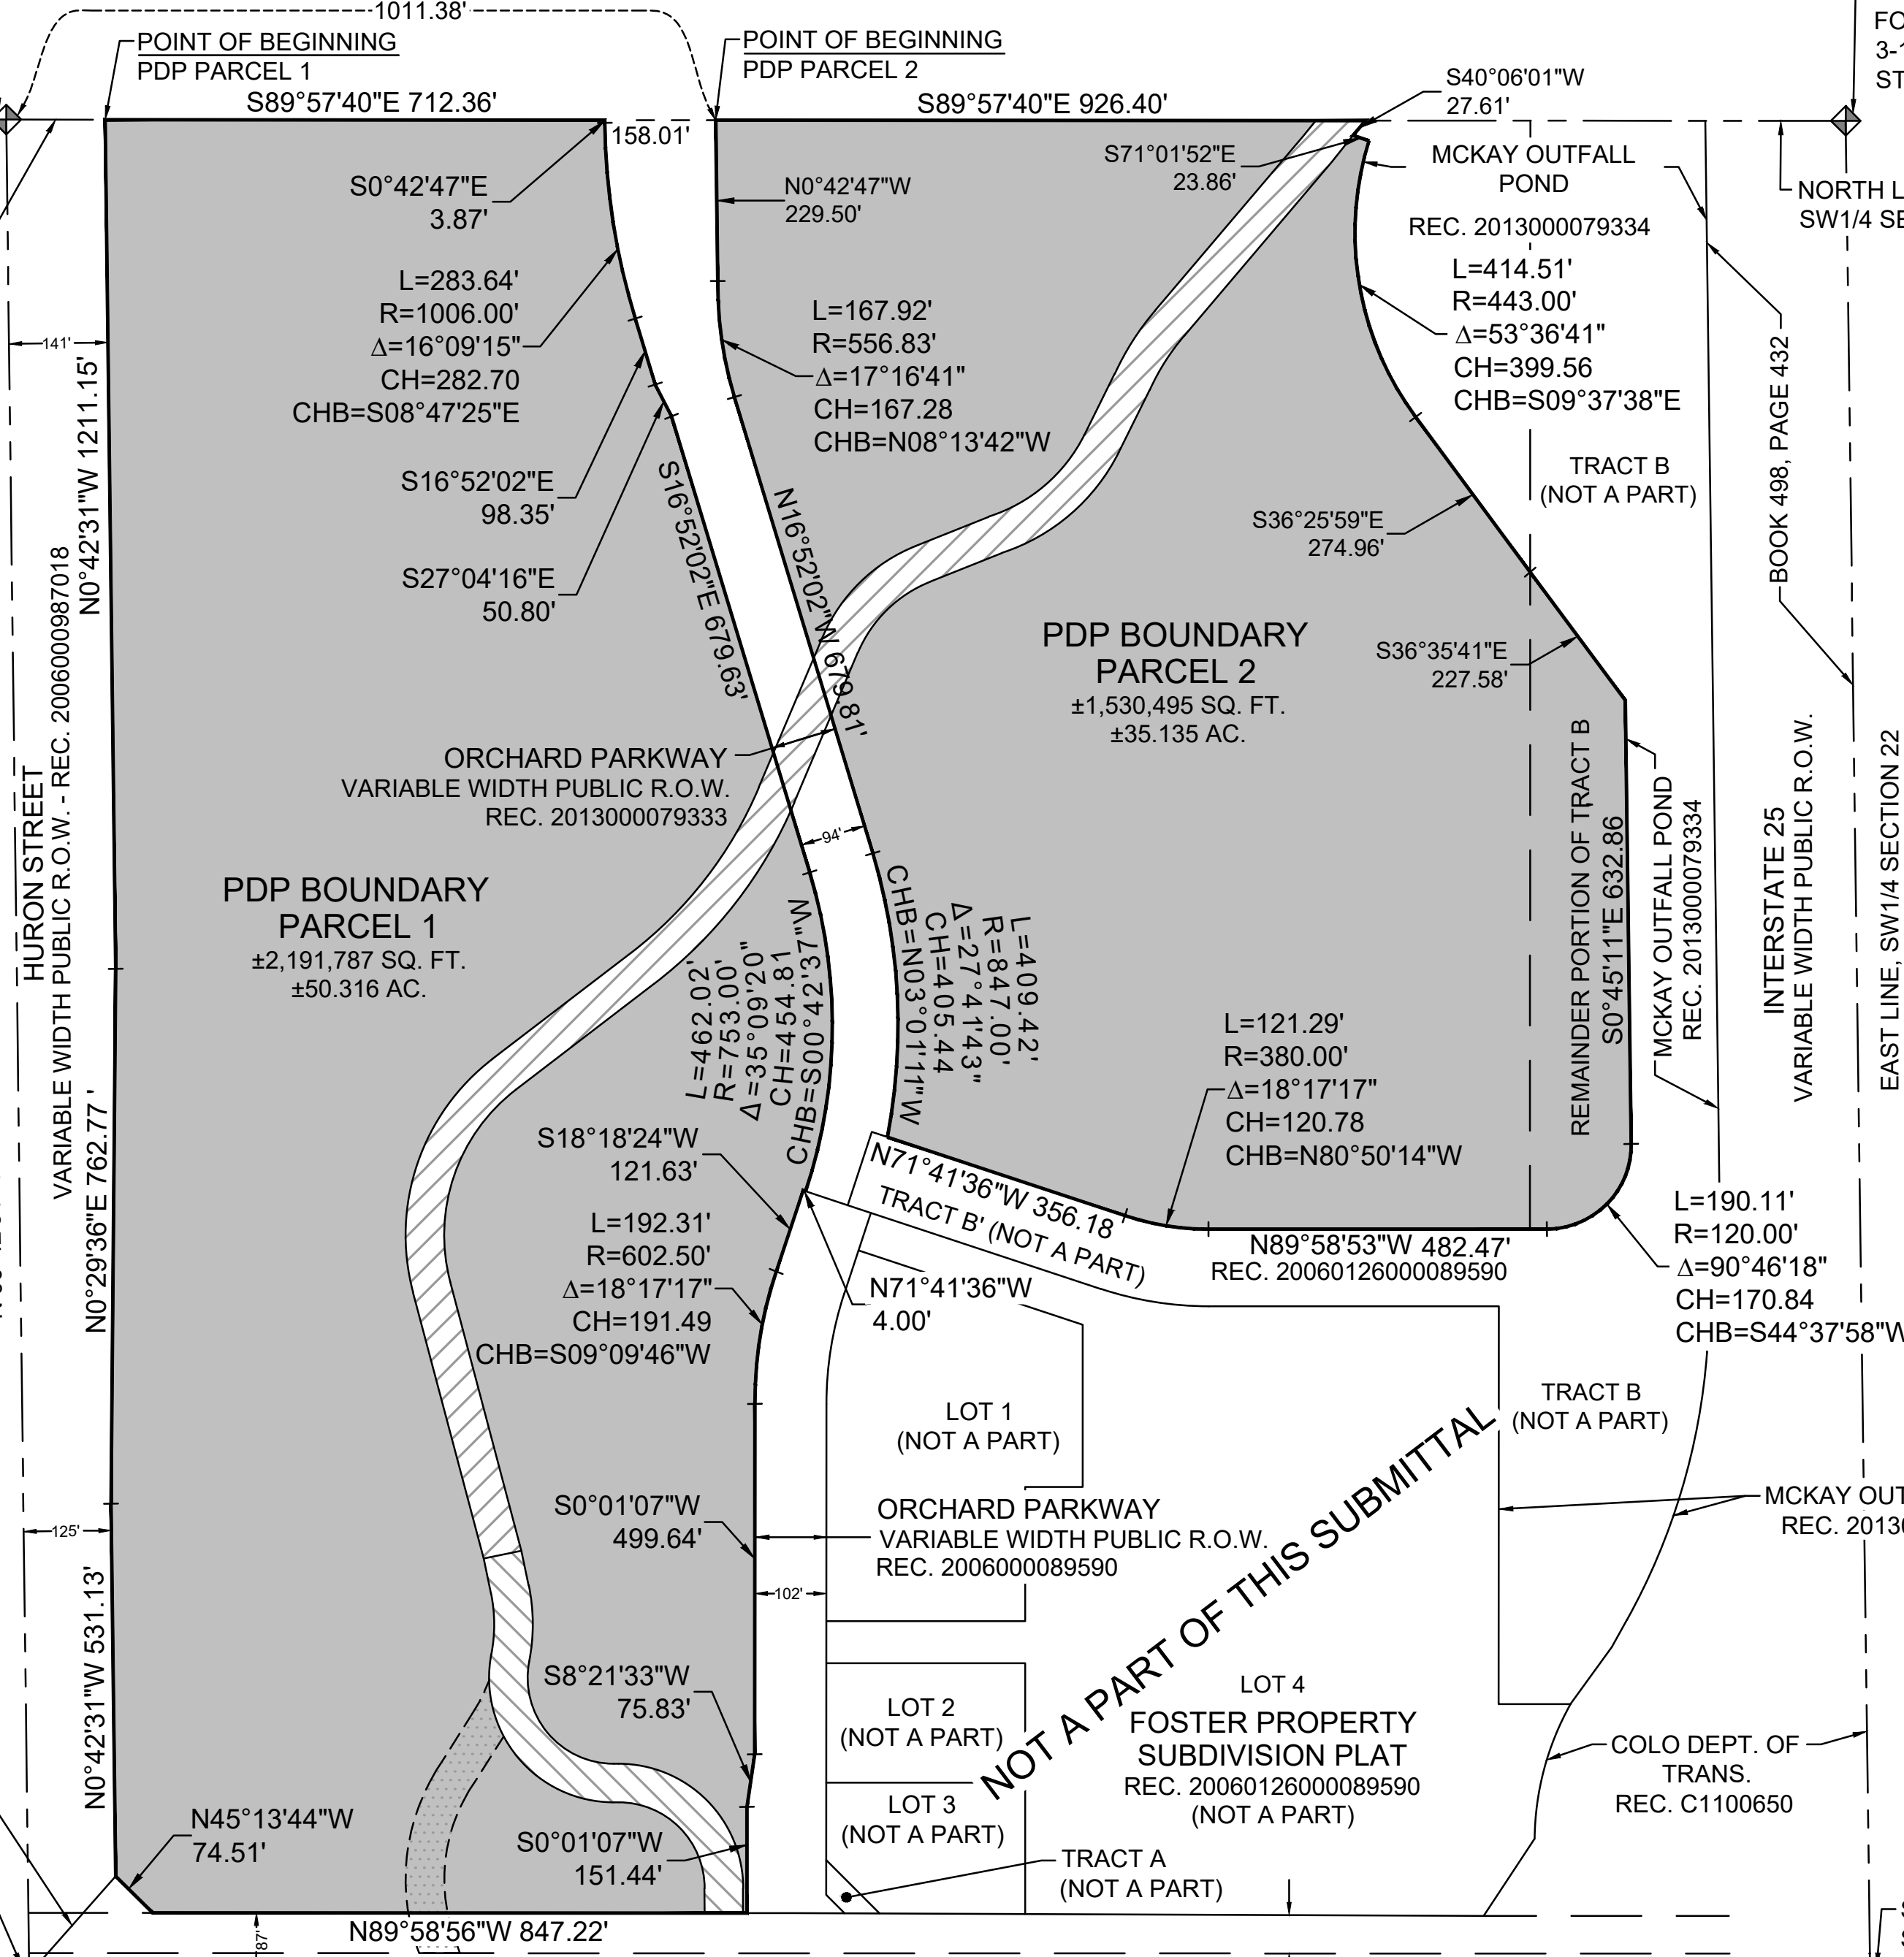 1011.38'
POINT OF BEGINNING
PDP PARCEL 1
POINT OF BEGINNING
PDP PARCEL 2
S89°57'40"E 712.36'
158.01'
S89°57'40"E 926.40'
S40°06'01"W
27.61'
S71°01'52"E
23.86'
MCKAY OUTFALL
POND
REC. 2013000079334
NORTH L
SW1/4 SE
FO
3-1
ST
S0°42'47"E
3.87'
N0°42'47"W
229.50'
L=283.64'
R=1006.00'
Δ=16°09'15"
CH=282.70
CHB=S08°47'25"E
L=167.92'
R=556.83'
Δ=17°16'41"
CH=167.28
CHB=N08°13'42"W
L=414.51'
R=443.00'
Δ=53°36'41"
CH=399.56
CHB=S09°37'38"E
141'
N0°42'31"W 1211.15'
S16°52'02"E
98.35'
S27°04'16"E
50.80'
S16°52'02"E 679.63'
N16°52'02"W 679.81'
TRACT B
(NOT A PART)
BOOK 498, PAGE 432
S36°25'59"E
274.96'
S36°35'41"E
227.58'
PDP BOUNDARY
PARCEL 2
±1,530,495 SQ. FT.
±35.135 AC.
ORCHARD PARKWAY
VARIABLE WIDTH PUBLIC R.O.W.
REC. 2013000079333
94'
HURON STREET
VARIABLE WIDTH PUBLIC R.O.W. - REC. 2006000987018
PDP BOUNDARY
PARCEL 1
±2,191,787 SQ. FT.
±50.316 AC.
L=462.02'
R=753.00'
Δ=35°09'20"
CH=454.81
CHB=S00°42'37"W
L=409.42'
R=847.00'
Δ=27°41'43"
CH=405.44
CHB=N03°01'11"W
REMAINDER PORTION OF TRACT B
S0°45'11"E 632.86
MCKAY OUTFALL POND
REC. 2013000079334
INTERSTATE 25
VARIABLE WIDTH PUBLIC R.O.W.
EAST LINE, SW1/4 SECTION 22
L=121.29'
R=380.00'
Δ=18°17'17"
CH=120.78
CHB=N80°50'14"W
N0°29'36"E 762.77 '
S18°18'24"W
121.63'
N71°41'36"W 356.18
TRACT B' (NOT A PART)
N89°58'53"W 482.47'
REC. 20060126000089590
L=190.11'
R=120.00'
Δ=90°46'18"
CH=170.84
CHB=S44°37'58"W
L=192.31'
R=602.50'
Δ=18°17'17"
CH=191.49
CHB=S09°09'46"W
N71°41'36"W
4.00'
LOT 1
(NOT A PART)
TRACT B
(NOT A PART)
NOT A PART OF THIS SUBMITTAL
125'
S0°01'07"W
499.64'
ORCHARD PARKWAY
VARIABLE WIDTH PUBLIC R.O.W.
REC. 2006000089590
102'
MCKAY OUT
REC. 2013
N0°42'31"W 531.13'
S8°21'33"W
75.83'
LOT 2
(NOT A PART)
LOT 4
FOSTER PROPERTY
SUBDIVISION PLAT
REC. 20060126000089590
(NOT A PART)
COLO DEPT. OF
TRANS.
REC. C1100650
N45°13'44"W
74.51'
S0°01'07"W
151.44'
LOT 3
(NOT A PART)
TRACT A
(NOT A PART)
N89°58'56"W 847.22'
87'